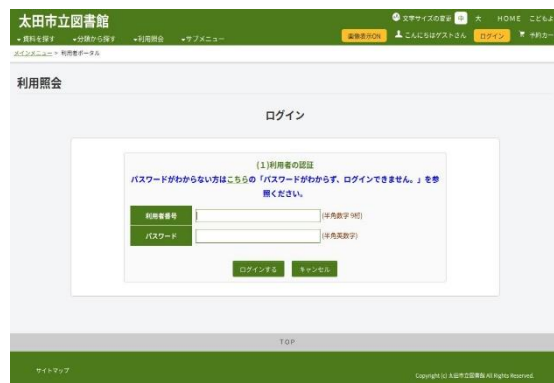 太田市立図書館
文字サイズの変更 中 大 HOME こどもよ
資料を探す 分類から探す 利用照会 サブメニュー
画像表示ON こんにちはゲストさん ログイン 予約カー
メインメニュー > 利用者ポータル
利用照会
ログイン
(1)利用者の認証
パスワードがわからない方はこちらの「パスワードがわからず、ログインできません。」を参
照ください。
利用者番号 (半角数字 9桁)
パスワード (半角英数字)
ログインする キャンセル
TOP
サイトマップ
Copyright (c) 太田市立図書館 All Rights Reserved.